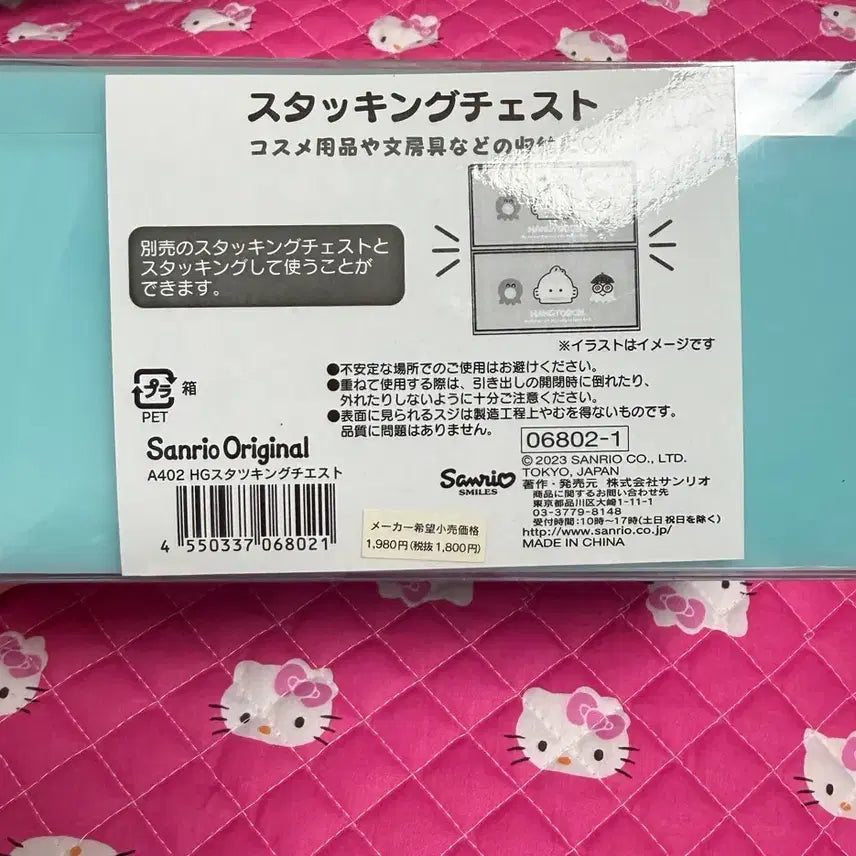 スタッキングチェスト
コスメ用品や文房具などの収納
HANGYODON
別売のスタッキングチェストと
スタッキングして使うことが
できます。
HANGYODON
※イラストはイメージです
プラ 箱
PET
●不安定な場所でのご使用はお避けください。
●重ねて使用する際は、引き出しの開閉時に倒れたり、
外れたりしないように十分ご注意ください。
●表面に見られるスジは製造工程上やむを得ないものです。
品質に問題はありません。
Sanrio Original
A402 HGスタツキングチエスト
4 550337 068021
メーカー希望小売価格
1,980円(税抜1,800円)
06802-1
©2023 SANRIO CO., LTD.
TOKYO, JAPAN
Sanrio
SMILES
著作・発売元 株式会社サンリオ
商品に関するお問い合わせ先
東京都品川区大崎1-11-1
03-3779-8148
受付時間:10時〜17時(土日祝日を除く)
http://www.sanrio.co.jp/
MADE IN CHINA